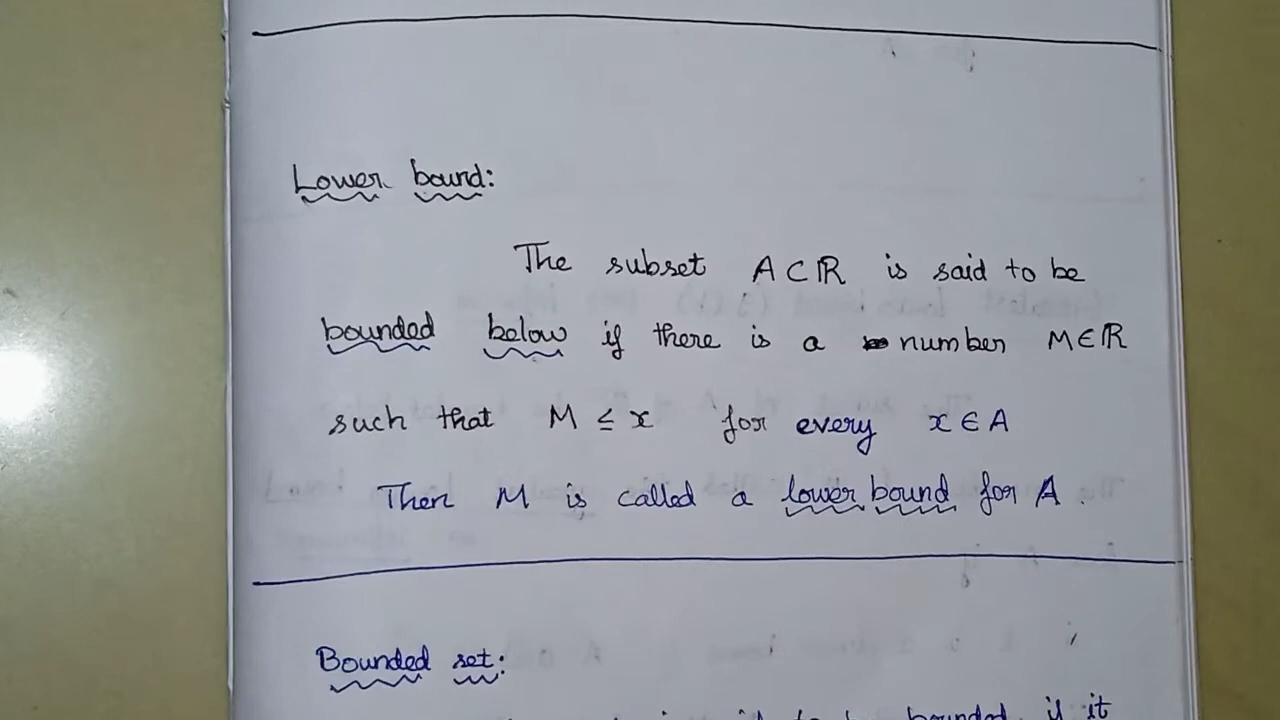 Lower bound:
The subset A⊂ℝ is said to be
bounded below if there is a number M∈ℝ
such that M ≤ x for every x∈A
Then M is called a lower bound for A.
Bounded set:
bounded if it